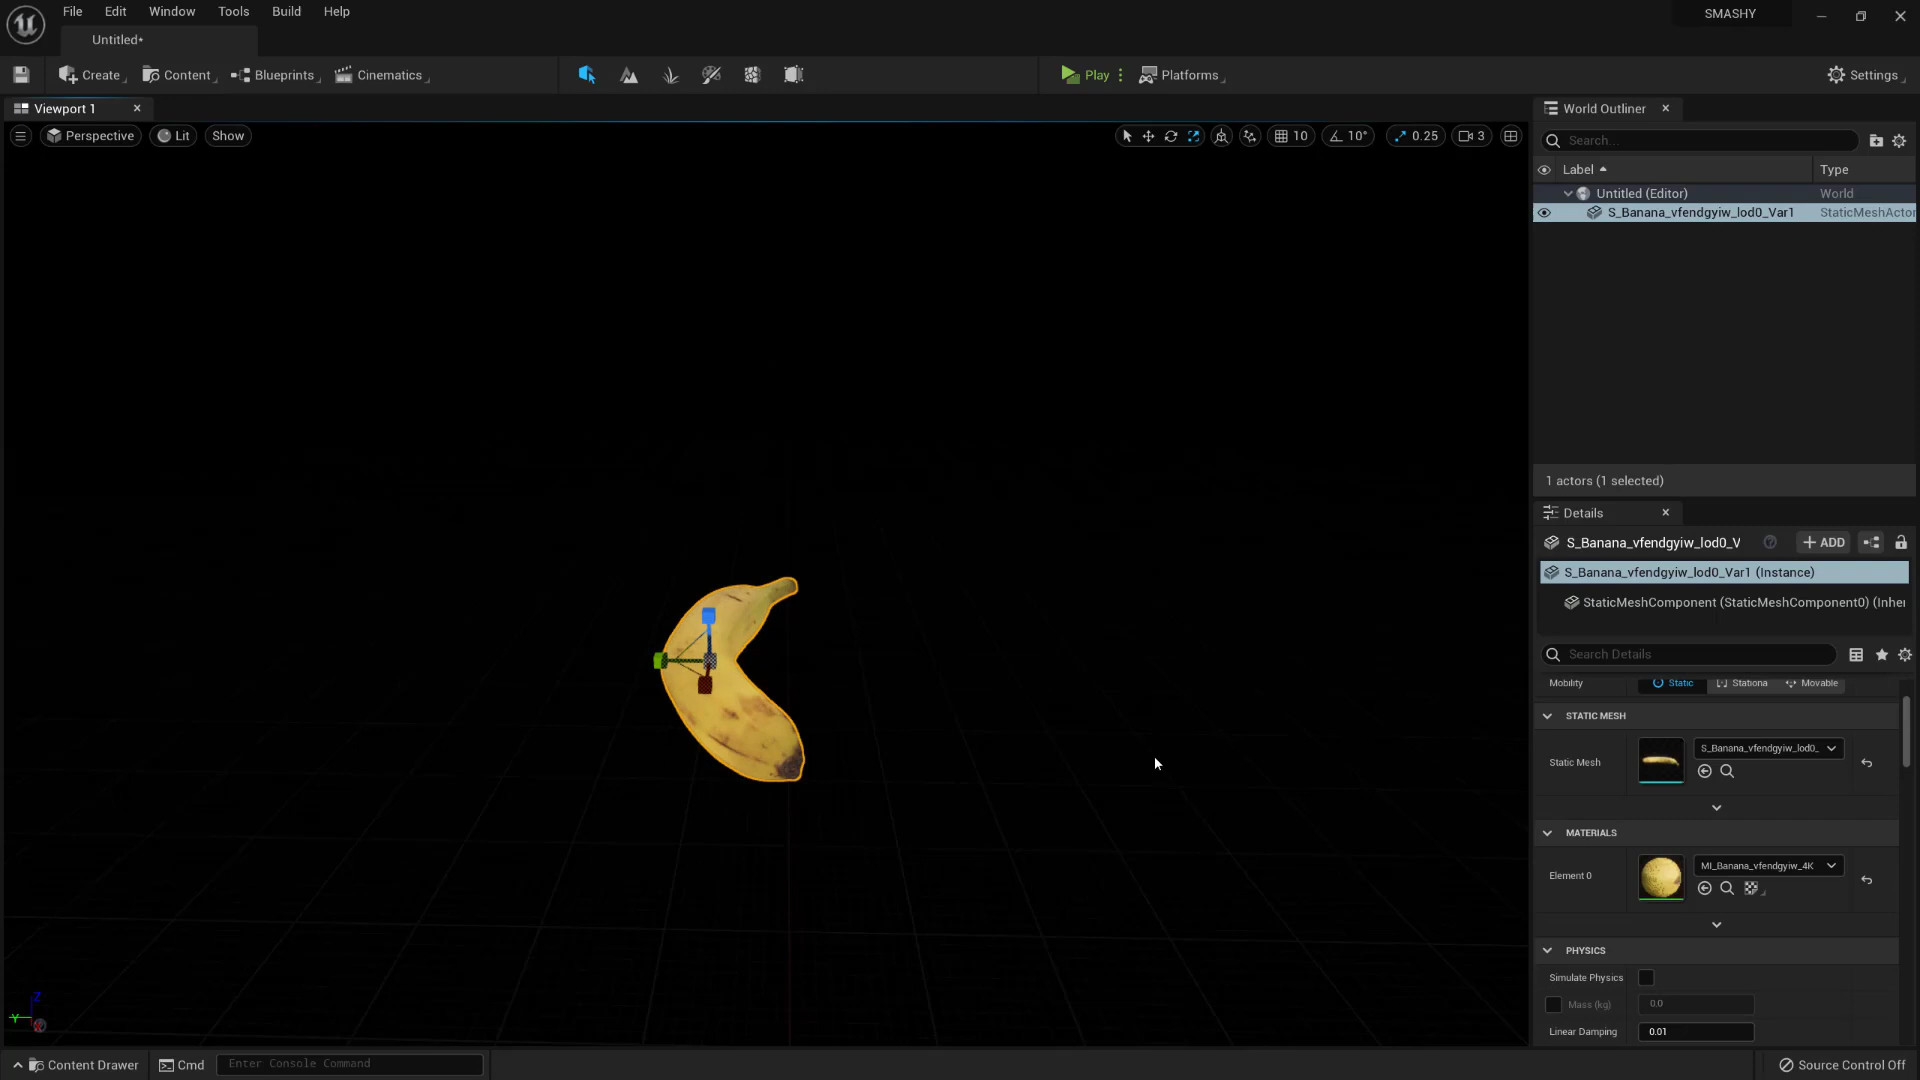 File Edit Window Tools Build Help
SMASHY
Untitled*
Create Content Blueprints Cinematics
Play Platforms
Settings
Viewport 1
World Outliner
Perspective Lit Show
10 10° 0.25 3
Search...
Label Type
Untitled (Editor) World
S_Banana_vfendgyiw_lod0_Var1 StaticMeshActor
1 actors (1 selected)
Details
S_Banana_vfendgyiw_lod0_V
ADD
S_Banana_vfendgyiw_lod0_Var1 (Instance)
StaticMeshComponent (StaticMeshComponent0) (Inher
Search Details
Mobility Static Stationa Movable
STATIC MESH
Static Mesh S_Banana_vfendgyiw_lod0_
MATERIALS
Element 0 MI_Banana_vfendgyiw_4K
PHYSICS
Simulate Physics
Mass (kg) 0.0
Linear Damping 0.01
Z
Y
Content Drawer Cmd Enter Console Command
Source Control Off